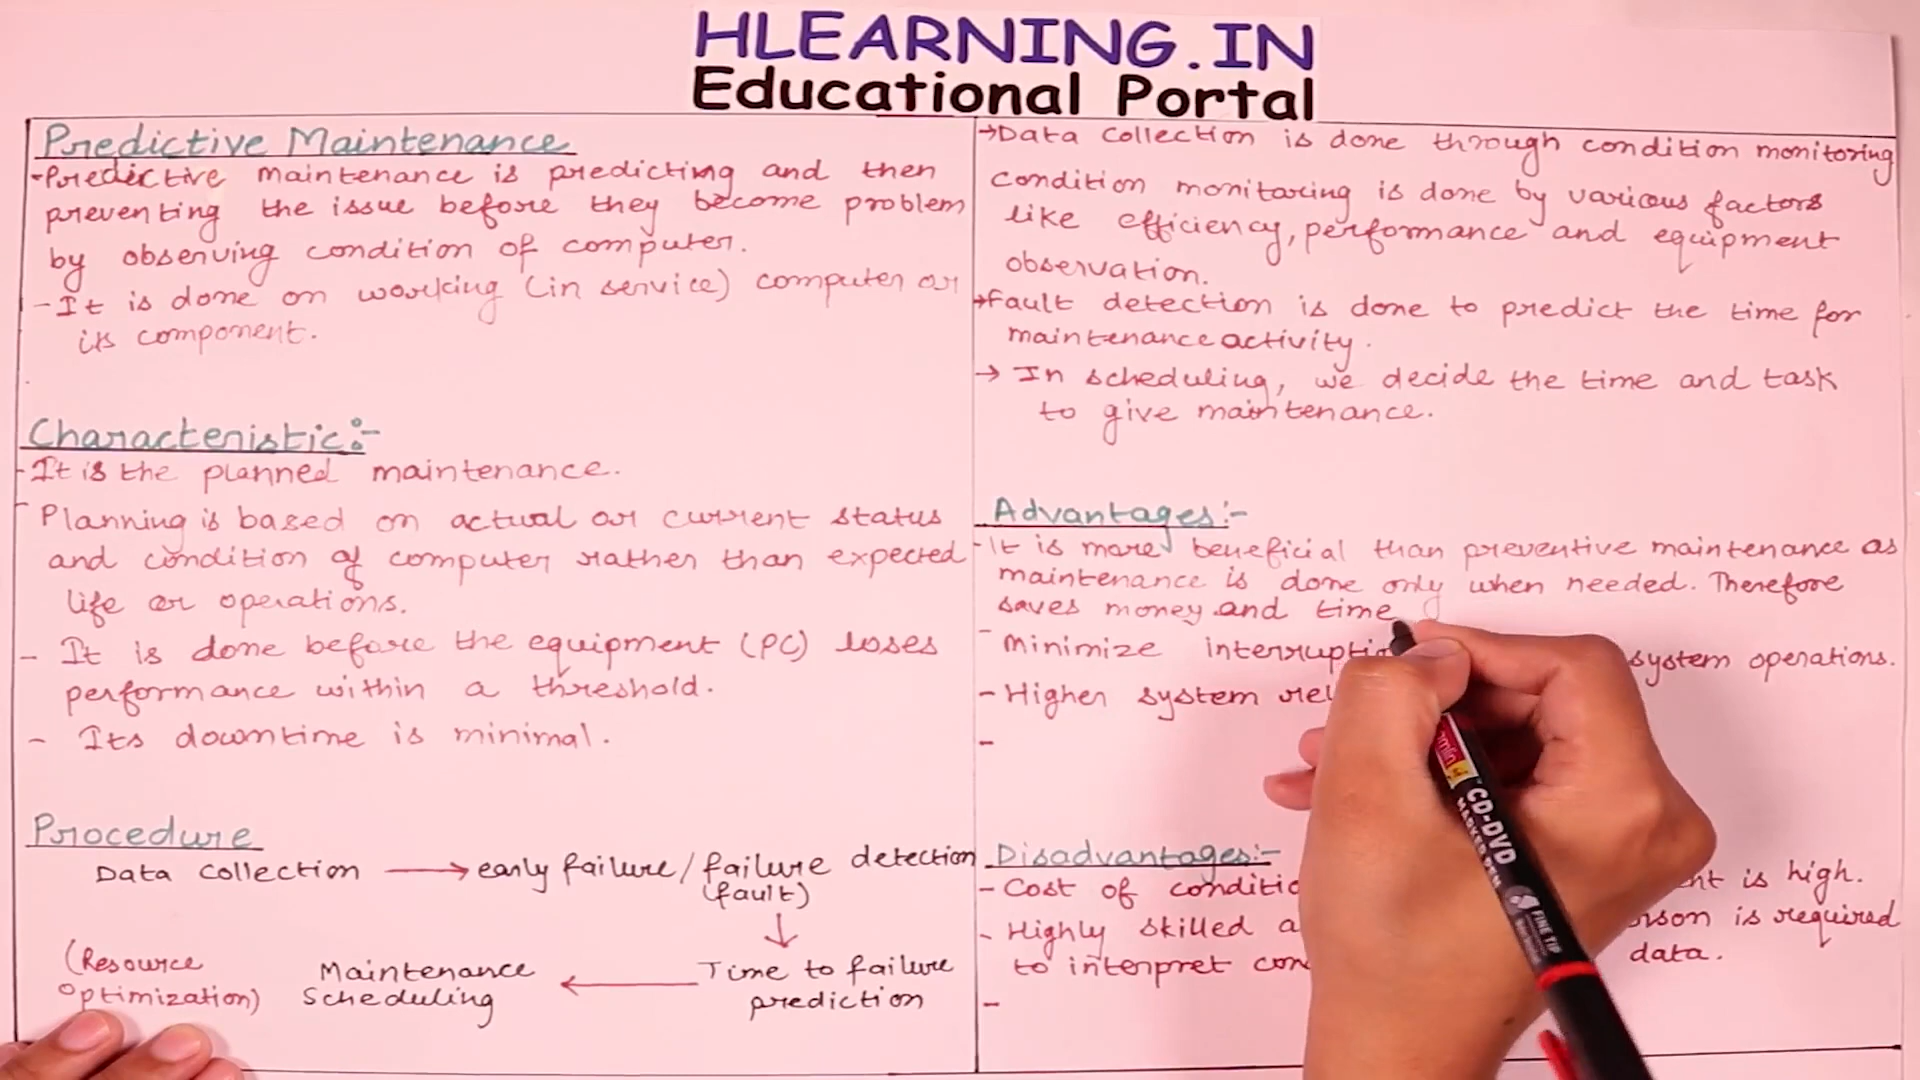 HLEARNING.IN
Educational Portal
Predictive Maintenance
-Predictive maintenance is predicting and then
preventing the issue before they become problem
by observing condition of computer.
- It is done on working (in service) computer or
its component.
Characteristic:-
-It is the planned maintenance.
- Planning is based on actual or current status
and condition of computer rather than expected
life or operations.
- It is done before the equipment (PC) loses
performance within a threshold.
- Its downtime is minimal.
Procedure
Data collection → early failure/failure detection
(fault)
↓
(Resource Maintenance ← Time to failure
Optimization) Scheduling prediction
→Data collection is done through condition monitoring
condition monitoring is done by various factors
like efficiency, performance and equipment
observation.
→Fault detection is done to predict the time for
maintenance activity.
→ In scheduling, we decide the time and task
to give maintenance.
Advantages:-
-It is more beneficial than preventive maintenance as
maintenance is done only when needed. Therefore
saves money and time
- Minimize system operations.
- Higher system
-
Disadvantages:-
- Cost of is high.
- Highly skilled is required
to interpret data.
-
Camlin
CD-DVD
MARKER PEN
FINE TIP